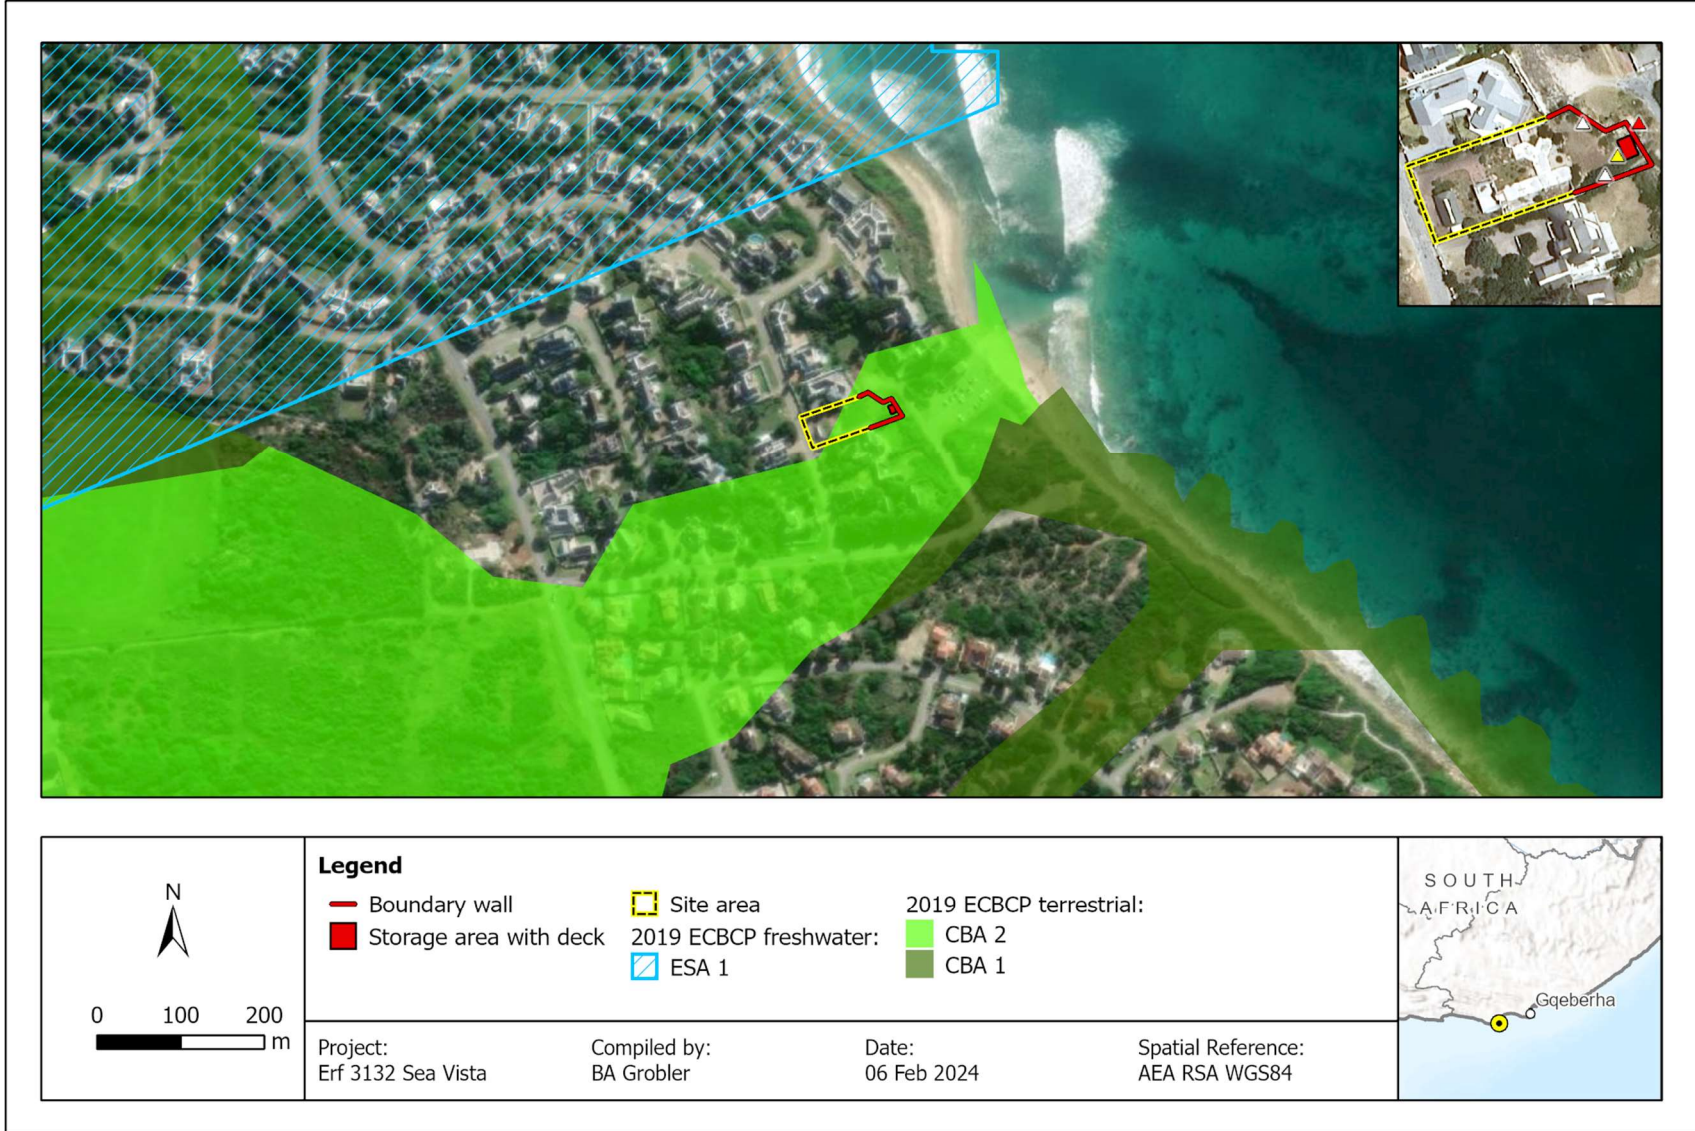 N
0 100 200
m
Legend
Boundary wall
Storage area with deck
Site area
2019 ECBCP freshwater:
ESA 1
2019 ECBCP terrestrial:
CBA 2
CBA 1
Project:
Erf 3132 Sea Vista
Compiled by:
BA Grobler
Date:
06 Feb 2024
Spatial Reference:
AEA RSA WGS84
SOUTH
AFRICA
Gqeberha